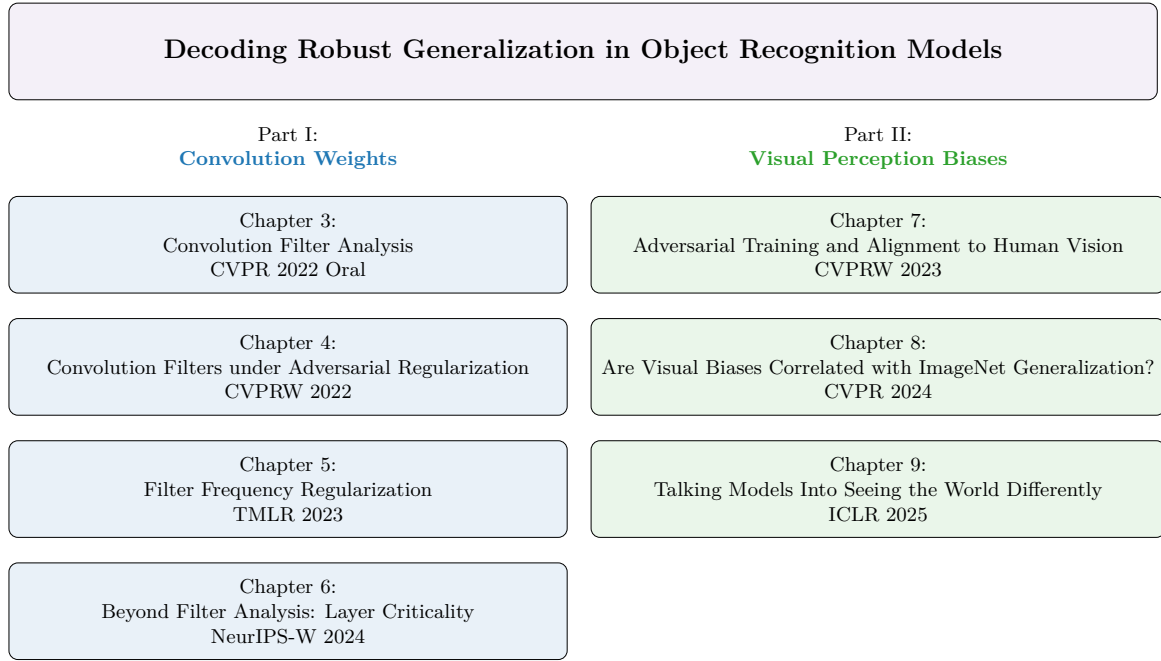 Decoding Robust Generalization in Object Recognition Models
Part I:
Convolution Weights
Chapter 3:
Convolution Filter Analysis
CVPR 2022 Oral
Chapter 4:
Convolution Filters under Adversarial Regularization
CVPRW 2022
Chapter 5:
Filter Frequency Regularization
TMLR 2023
Chapter 6:
Beyond Filter Analysis: Layer Criticality
NeurIPS-W 2024
Part II:
Visual Perception Biases
Chapter 7:
Adversarial Training and Alignment to Human Vision
CVPRW 2023
Chapter 8:
Are Visual Biases Correlated with ImageNet Generalization?
CVPR 2024
Chapter 9:
Talking Models Into Seeing the World Differently
ICLR 2025